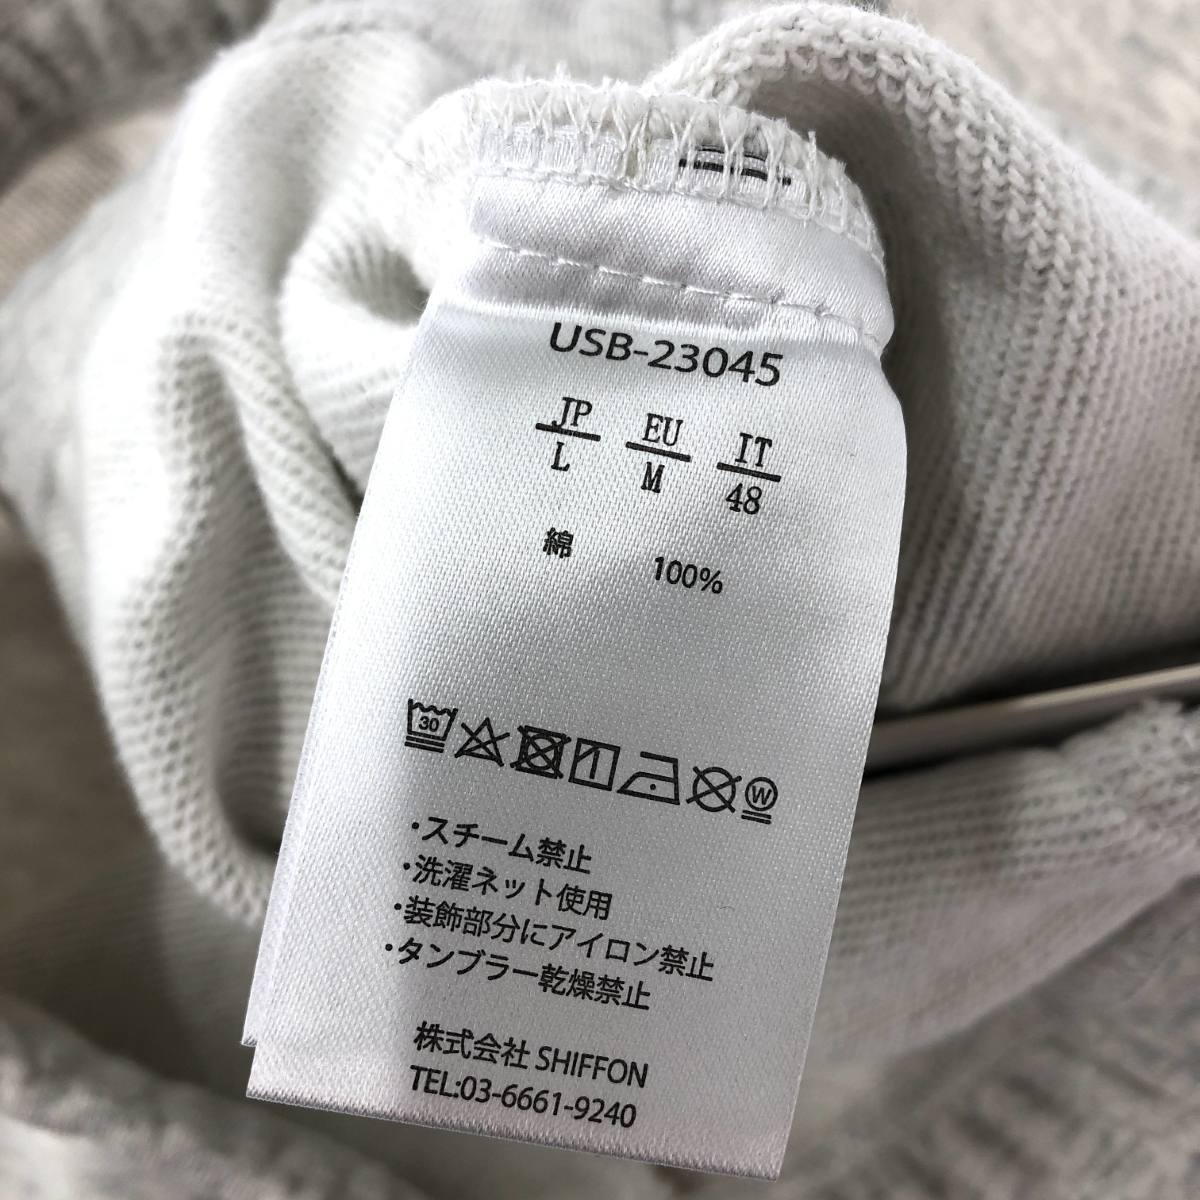 USB-23045
JP EU IT
L M 48
綿 100%
30 W
・スチーム禁止
・洗濯ネット使用
・装飾部分にアイロン禁止
・タンブラー乾燥禁止
株式会社 SHIFFON
TEL:03-6661-9240